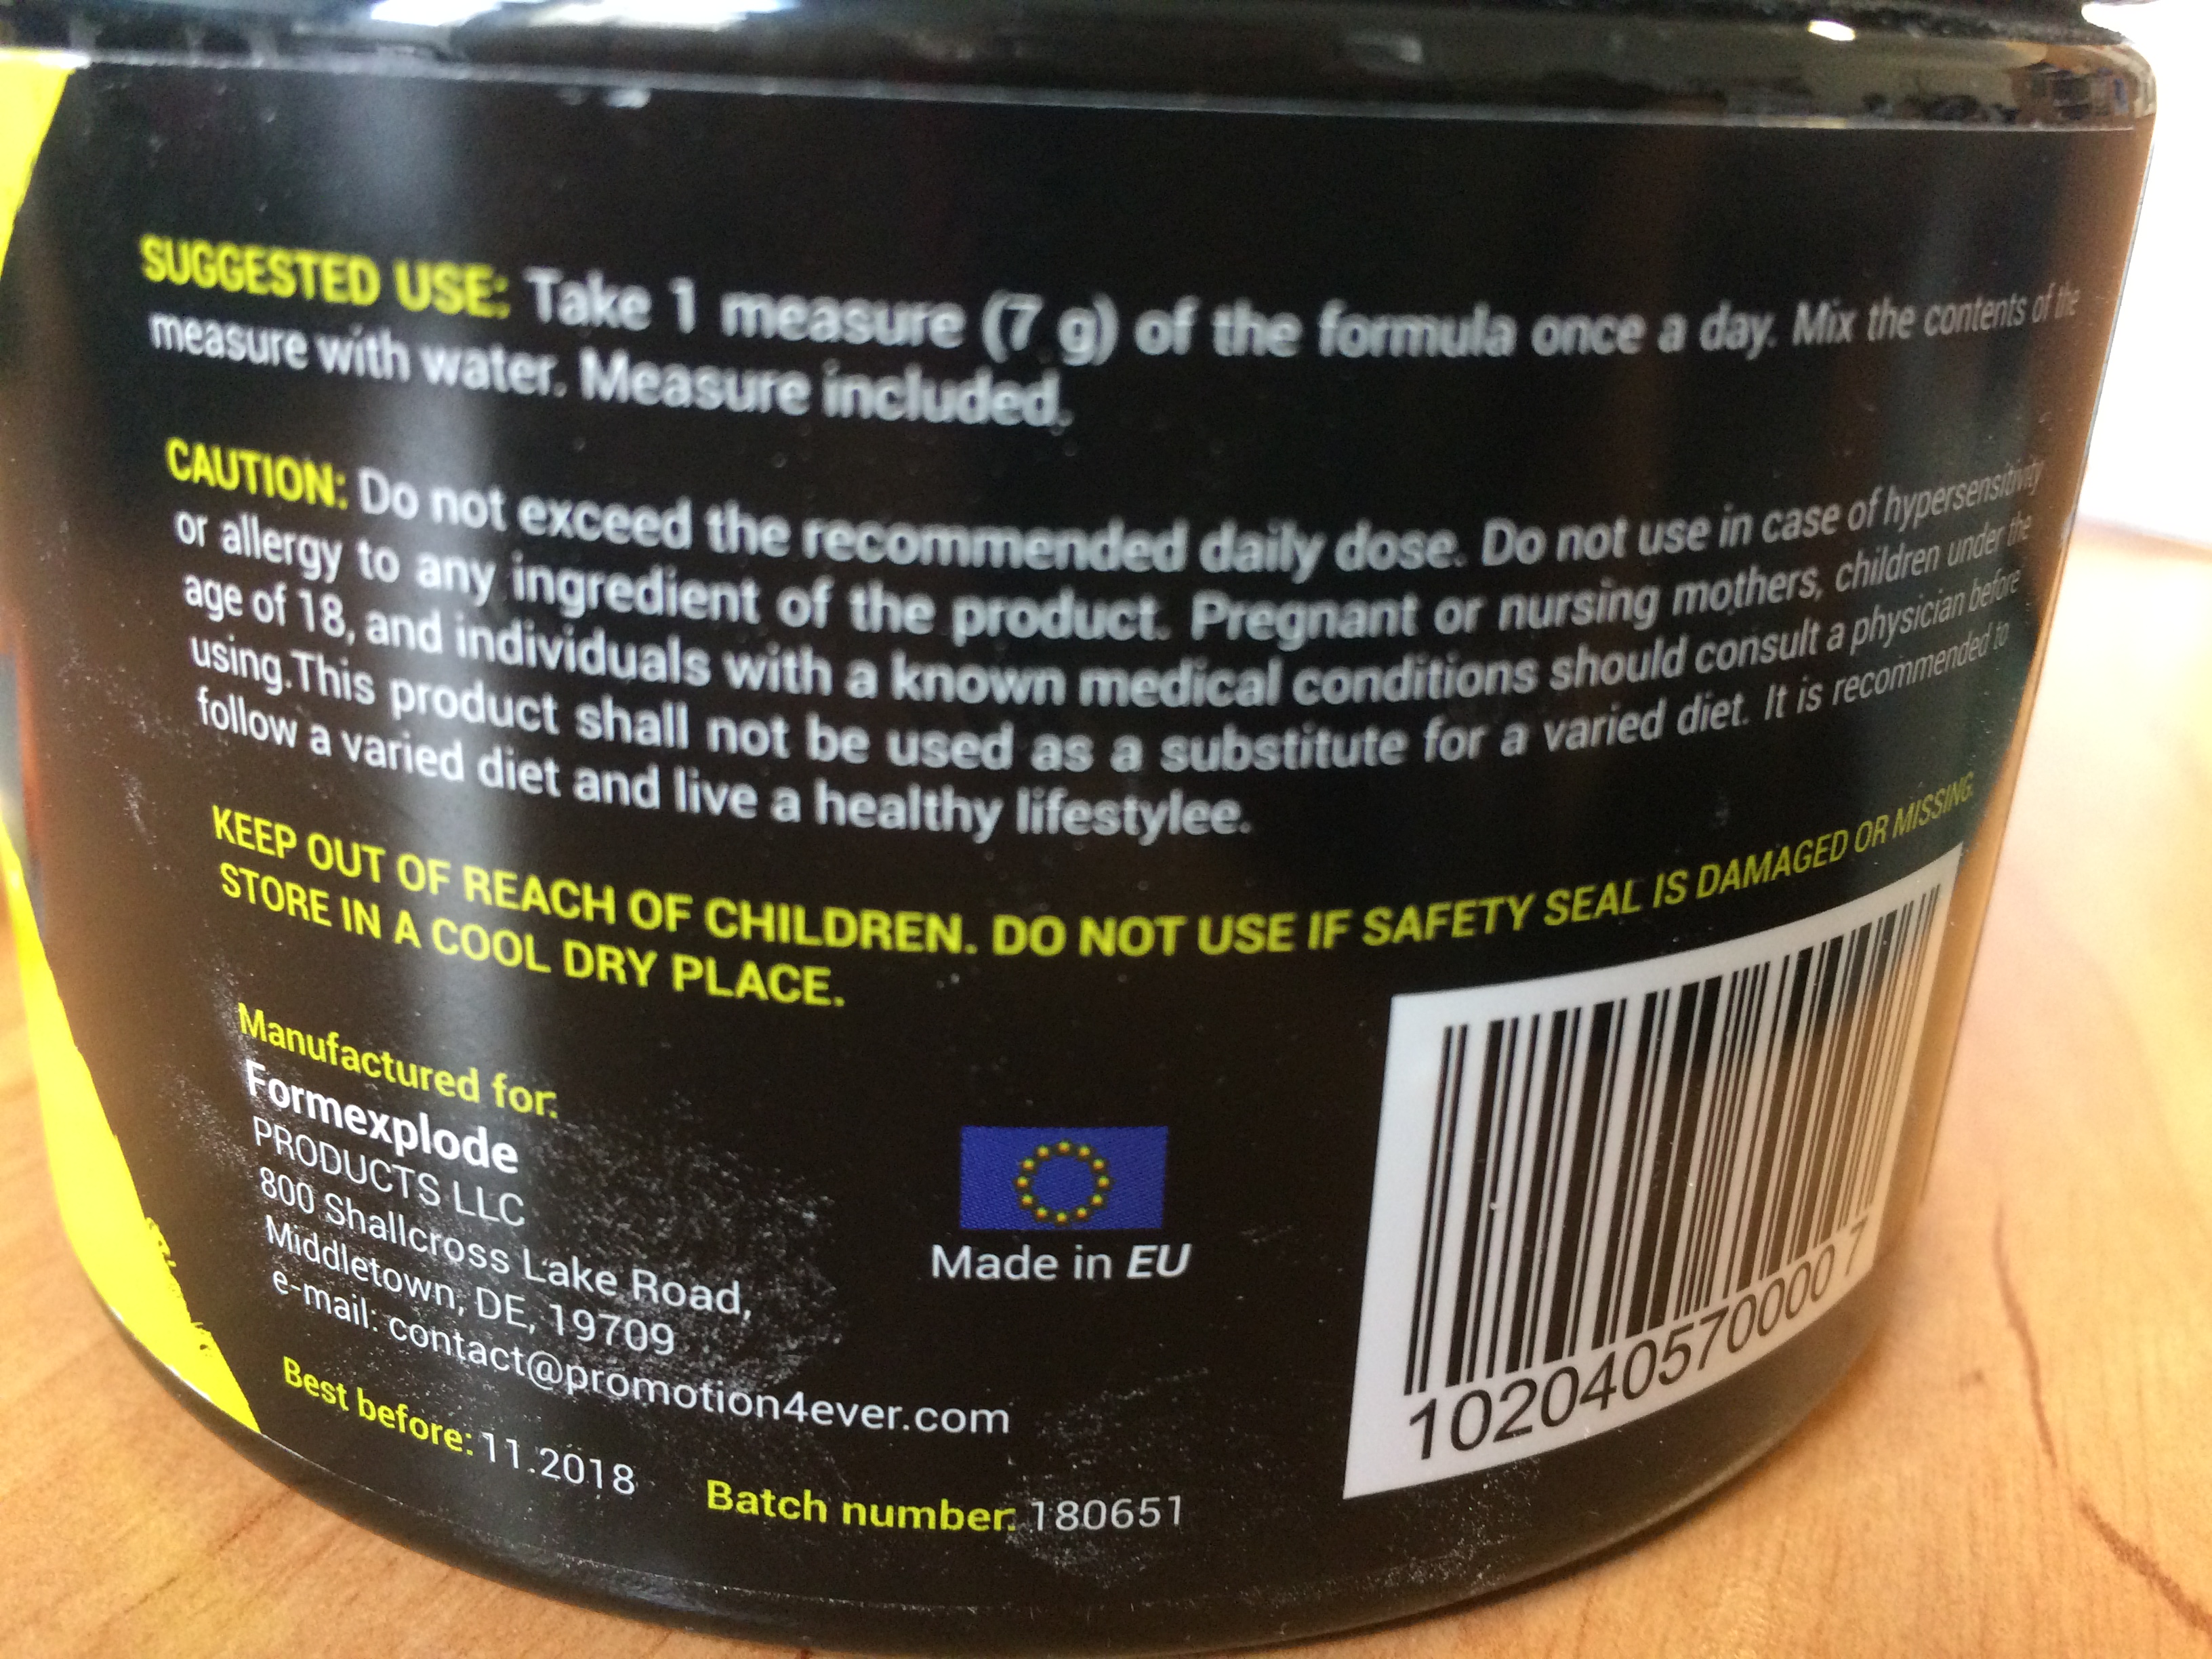 SUGGESTED USE: Take 1 measure (7 g) of the formula once a day. Mix the contents of the
measure with water. Measure included.
CAUTION: Do not exceed the recommended daily dose. Do not use in case of hypersensitivity
or allergy to any ingredient of the product. Pregnant or nursing mothers, children under the
age of 18, and individuals with a known medical conditions should consult a physician before
using.This product shall not be used as a substitute for a varied diet. It is recommended to
follow a varied diet and live a healthy lifestylee.
KEEP OUT OF REACH OF CHILDREN. DO NOT USE IF SAFETY SEAL IS DAMAGED OR MISSING.
STORE IN A COOL DRY PLACE.
Manufactured for:
Formexplode
PRODUCTS LLC
800 Shallcross Lake Road,
Middletown, DE, 19709
e-mail: contact@promotion4ever.com
Made in EU
Best before: 11.2018
Batch number: 180651
1020405700007